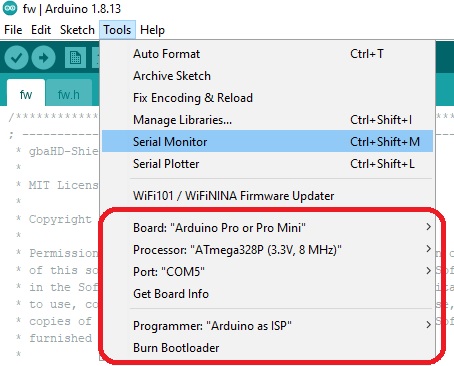 fw | Arduino 1.8.13
File Edit Sketch Tools Help
Auto Format Ctrl+T
fw fw.h Archive Sketch
Fix Encoding & Reload
/*********
Manage Libraries... Ctrl+Shift+I
; ---------
Serial Monitor Ctrl+Shift+M
* gbaHD-Shie
Serial Plotter Ctrl+Shift+L
*
* MIT Licens
WiFi101 / WiFiNINA Firmware Updater
*
* Copyright
Board: "Arduino Pro or Pro Mini" >
*
* Permission
Processor: "ATmega328P (3.3V, 8 MHz)" >
* of this so
Port: "COM5" >
* in the Sof
Get Board Info
* to use, co
* copies of
Programmer: "Arduino as ISP" >
* furnished
Burn Bootloader
*